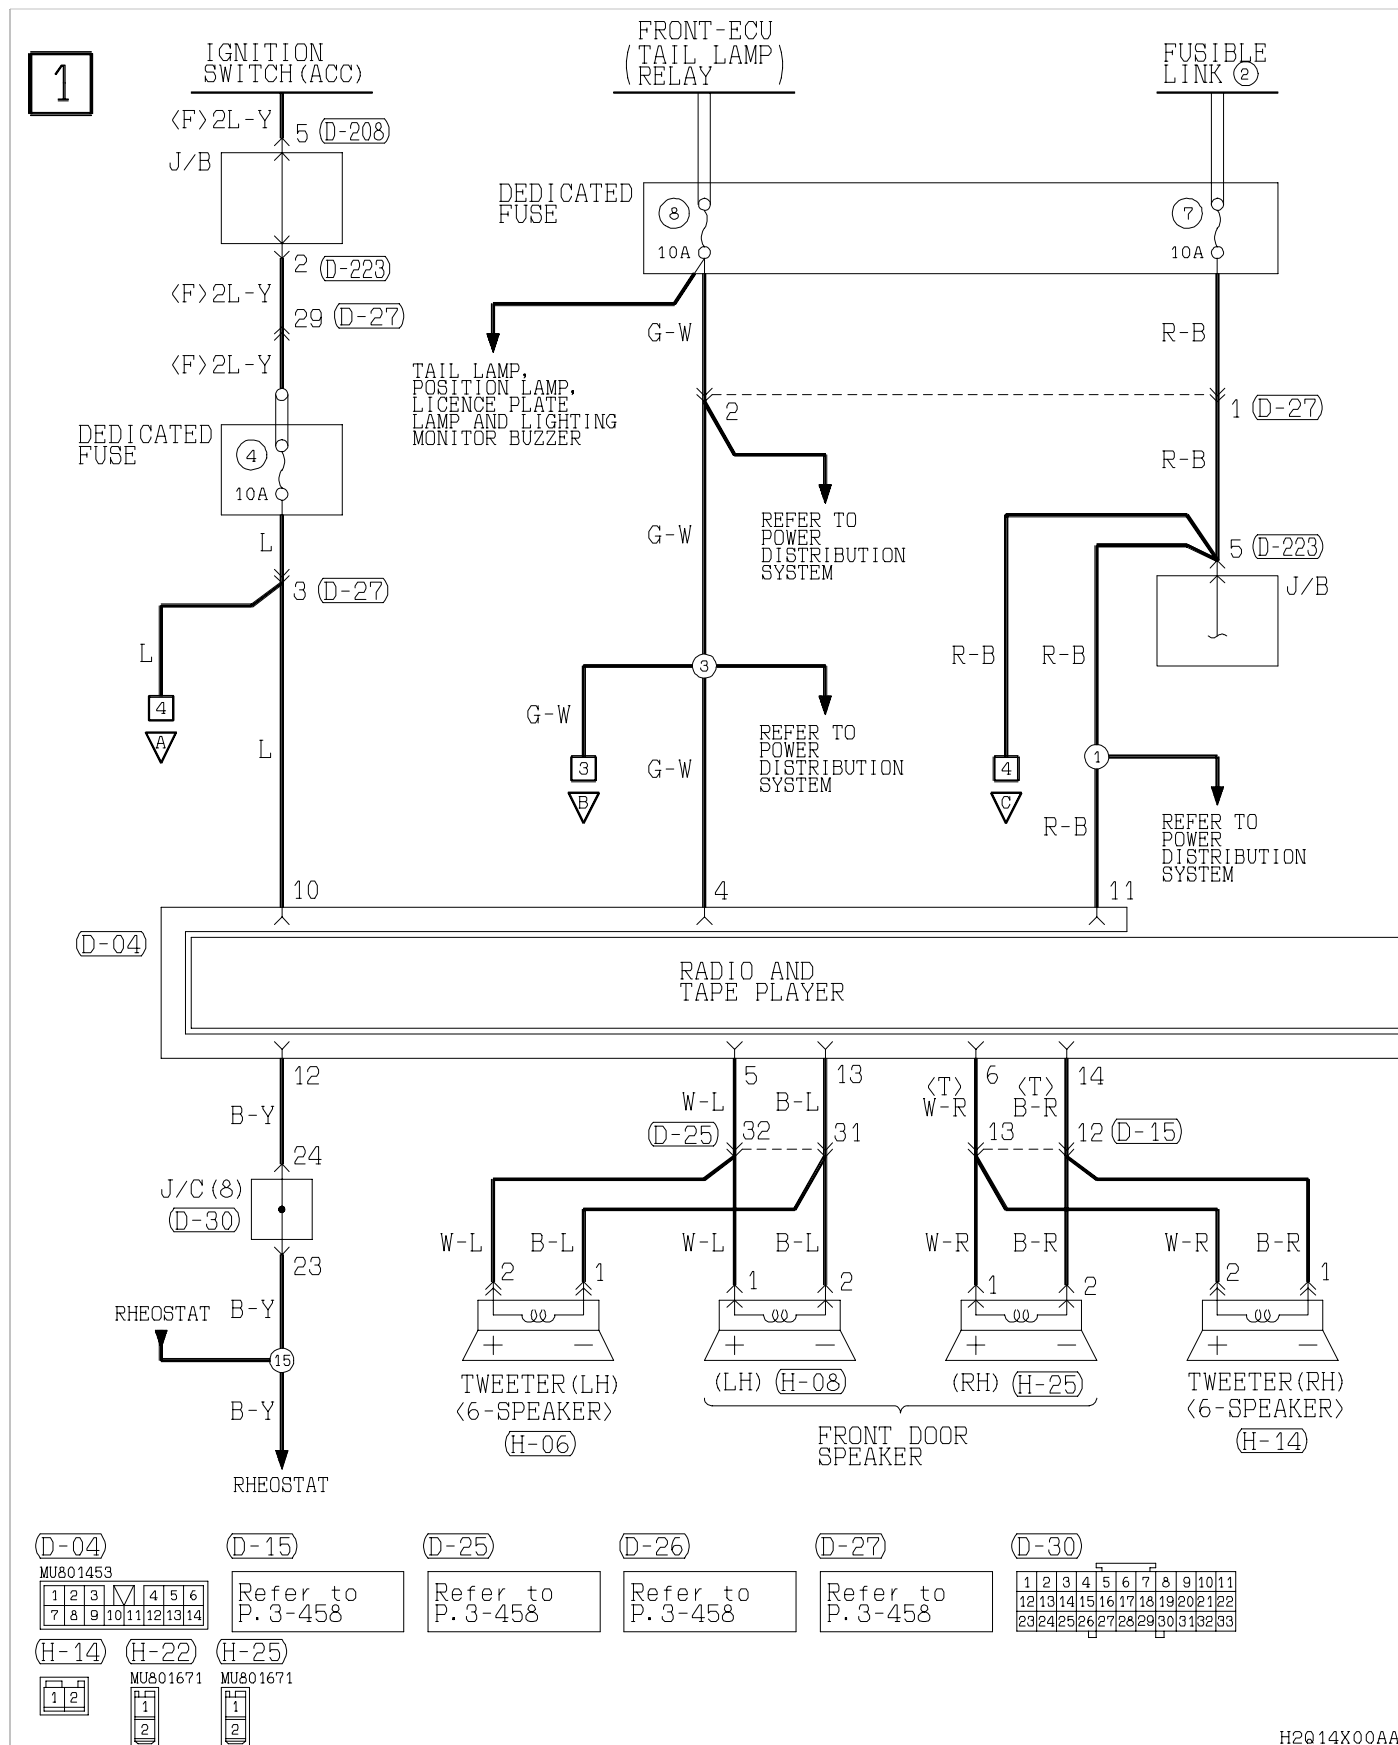 1
IGNITION
SWITCH(ACC)
FRONT-ECU
(TAIL LAMP)
RELAY
FUSIBLE
LINK ②
<F>2L-Y
5 (D-208)
J/B
DEDICATED
FUSE
8
10A
7
10A
2 (D-223)
<F>2L-Y
29 (D-27)
G-W
R-B
<F>2L-Y
TAIL LAMP,
POSITION LAMP,
LICENCE PLATE
LAMP AND LIGHTING
MONITOR BUZZER
2
1 (D-27)
DEDICATED
FUSE
4
10A
R-B
REFER TO
POWER
DISTRIBUTION
SYSTEM
L
G-W
5 (D-223)
J/B
3 (D-27)
L
R-B
R-B
3
4
A
G-W
REFER TO
POWER
DISTRIBUTION
SYSTEM
L
3
B
G-W
4
C
1
R-B
REFER TO
POWER
DISTRIBUTION
SYSTEM
10
4
11
(D-04)
RADIO AND
TAPE PLAYER
12
5
13
6
14
B-Y
W-L
B-L
<T>
W-R
<T>
B-R
(D-25)
32
31
13
12 (D-15)
24
J/C(8)
(D-30)
23
W-L
B-L
W-L
B-L
W-R
B-R
W-R
B-R
2
1
1
2
1
2
2
1
RHEOSTAT
B-Y
15
+ −
+ −
+ −
+ −
TWEETER(LH)
<6-SPEAKER>
(H-06)
(LH) (H-08)
(RH) (H-25)
FRONT DOOR
SPEAKER
TWEETER(RH)
<6-SPEAKER>
(H-14)
B-Y
RHEOSTAT
(D-04)
MU801453
1 2 3 4 5 6
7 8 9 10 11 12 13 14
(D-15)
Refer to
P.3-458
(D-25)
Refer to
P.3-458
(D-26)
Refer to
P.3-458
(D-27)
Refer to
P.3-458
(D-30)
1 2 3 4 5 6 7 8 9 10 11
12 13 14 15 16 17 18 19 20 21 22
23 24 25 26 27 28 29 30 31 32 33
(H-14)
1 2
(H-22)
MU801671
1
2
(H-25)
MU801671
1
2
H2Q14X00AA